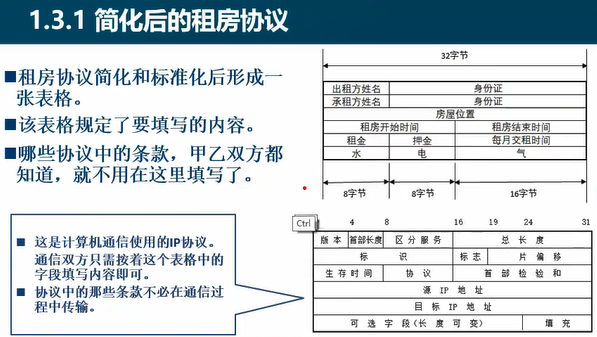 1.3.1 简化后的租房协议
租房协议简化和标准化后形成一
张表格。
该表格规定了要填写的内容。
哪些协议中的条款，甲乙双方都
知道，就不用在这里填写了。
32字节
出租方姓名 身份证
承租方姓名 身份证
房屋位置
租房开始时间 租房结束时间
租金 押金 每月交租时间
水 电 气
8字节 8字节 16字节
这是计算机通信使用的IP协议。
通信双方只需按着这个表格中的
字段填写内容即可。
协议中的那些条款不必在通信过
程中传输。
Ctrl
4 8 16 19 24 31
版本 首部长度 区分服务 总长度
标识 标志 片偏移
生存时间 协议 首部检验和
源 IP 地址
目标 IP 地址
可选字段(长度可变) 填充